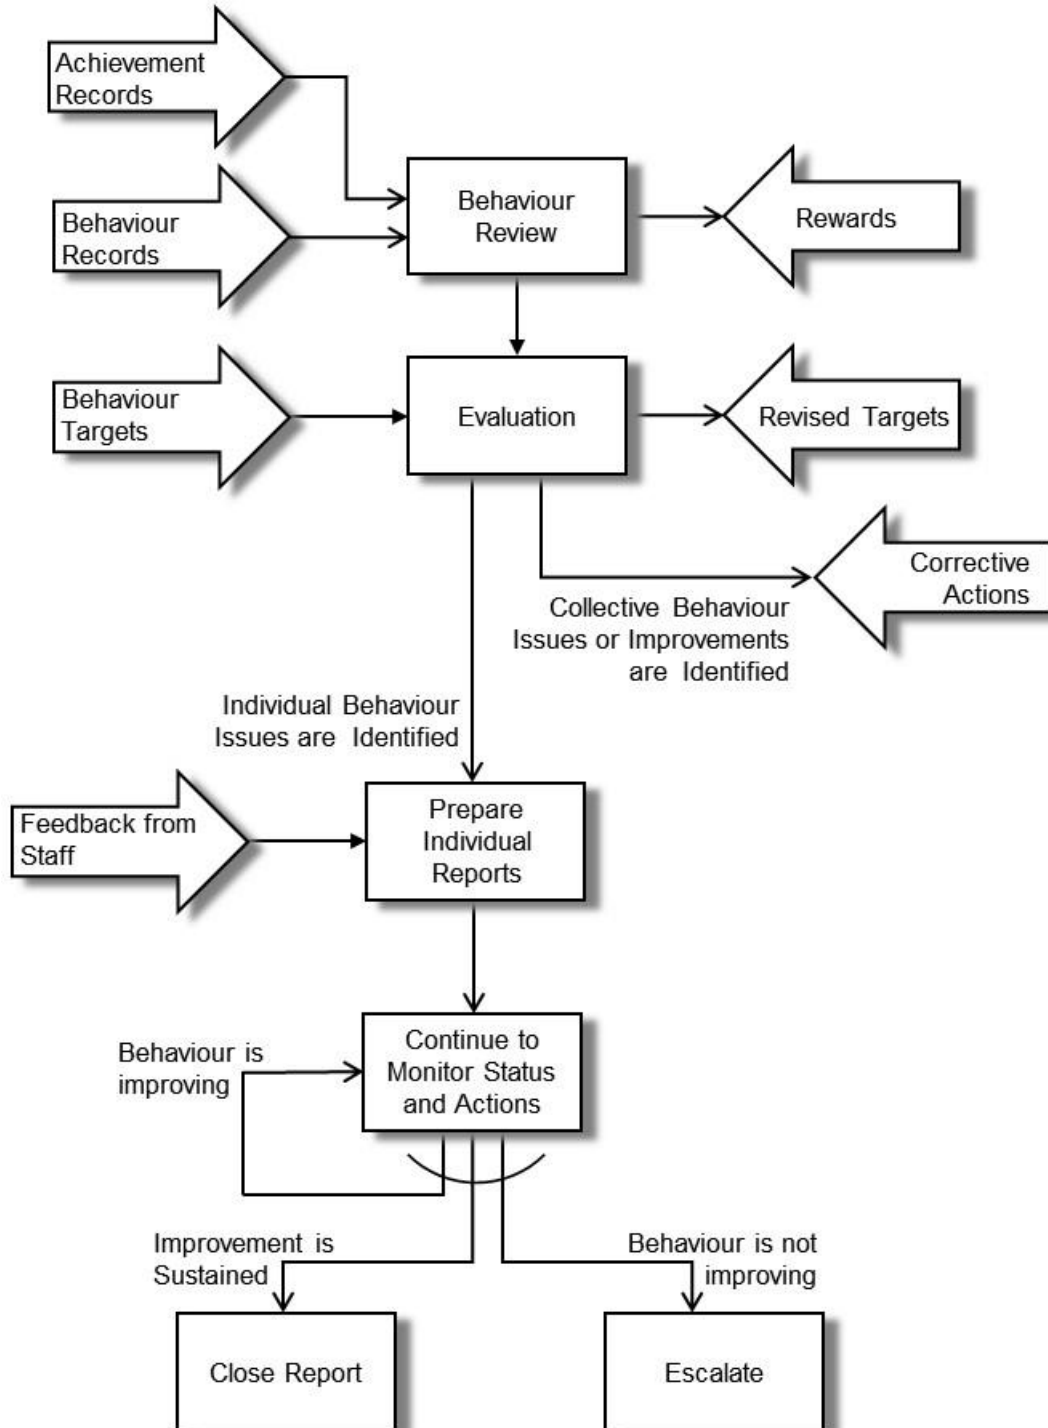 Achievement
Records
Behaviour
Records
Behaviour
Review
Rewards
Behaviour
Targets
Evaluation
Revised Targets
Corrective
Actions
Collective Behaviour
Issues or Improvements
are Identified
Individual Behaviour
Issues are Identified
Feedback from
Staff
Prepare
Individual
Reports
Behaviour is
improving
Continue to
Monitor Status
and Actions
Improvement is
Sustained
Behaviour is not
improving
Close Report
Escalate